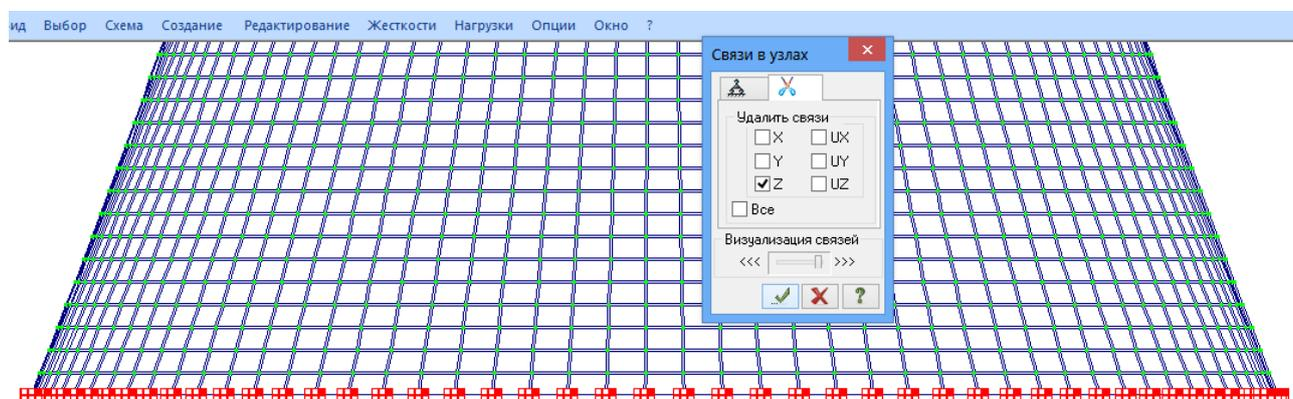 ид Выбор Схема Создание Редактирование Жесткости Нагрузки Опции Окно ?
Связи в узлах
Удалить связи
X UX
Y UY
Z UZ
Все
Визуализация связей
<<< >>>
?